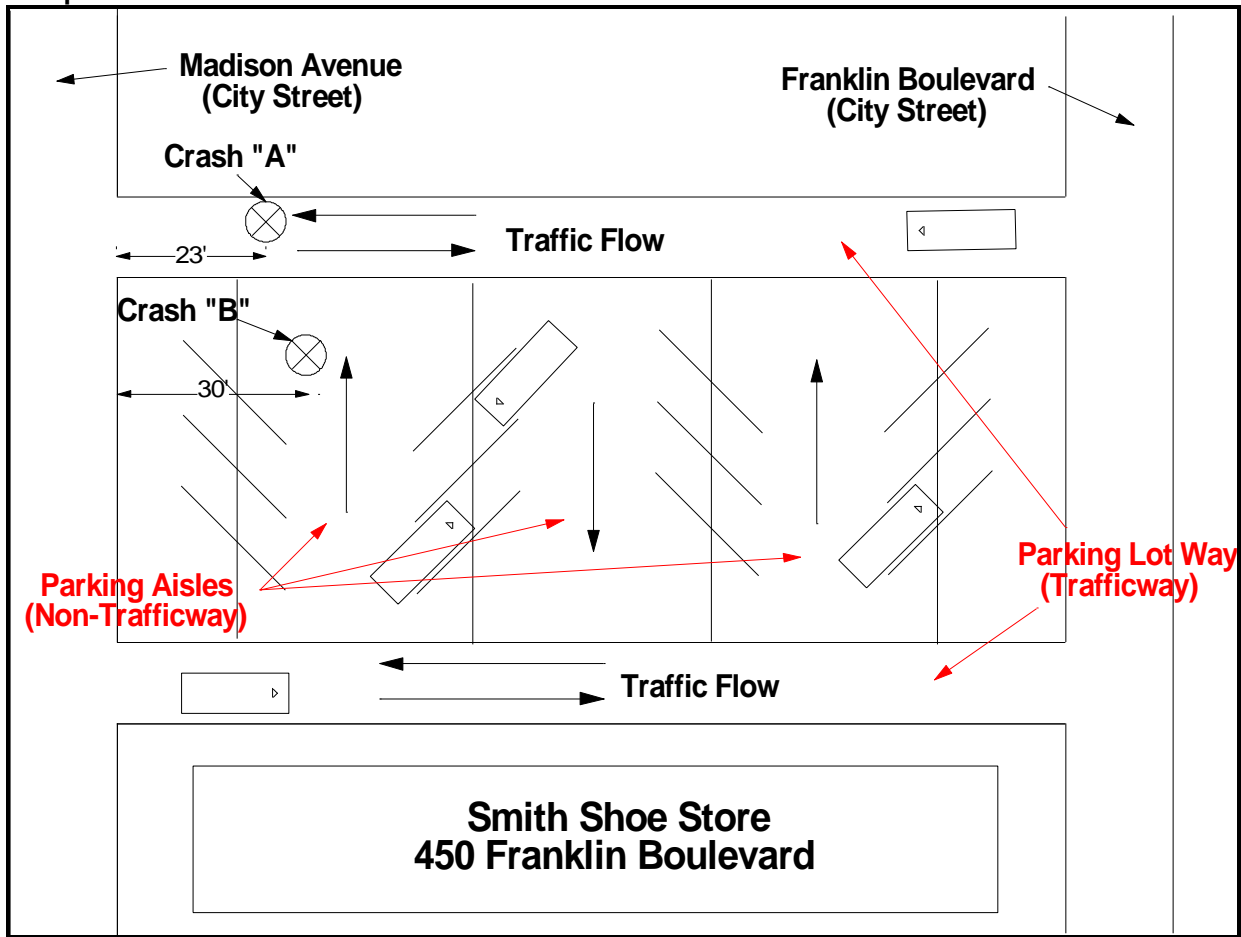 Madison Avenue
(City Street)
Franklin Boulevard
(City Street)
Crash "A"
23'
Traffic Flow
Crash "B"
30'
Parking Aisles
(Non-Trafficway)
Parking Lot Way
(Trafficway)
Traffic Flow
Smith Shoe Store
450 Franklin Boulevard